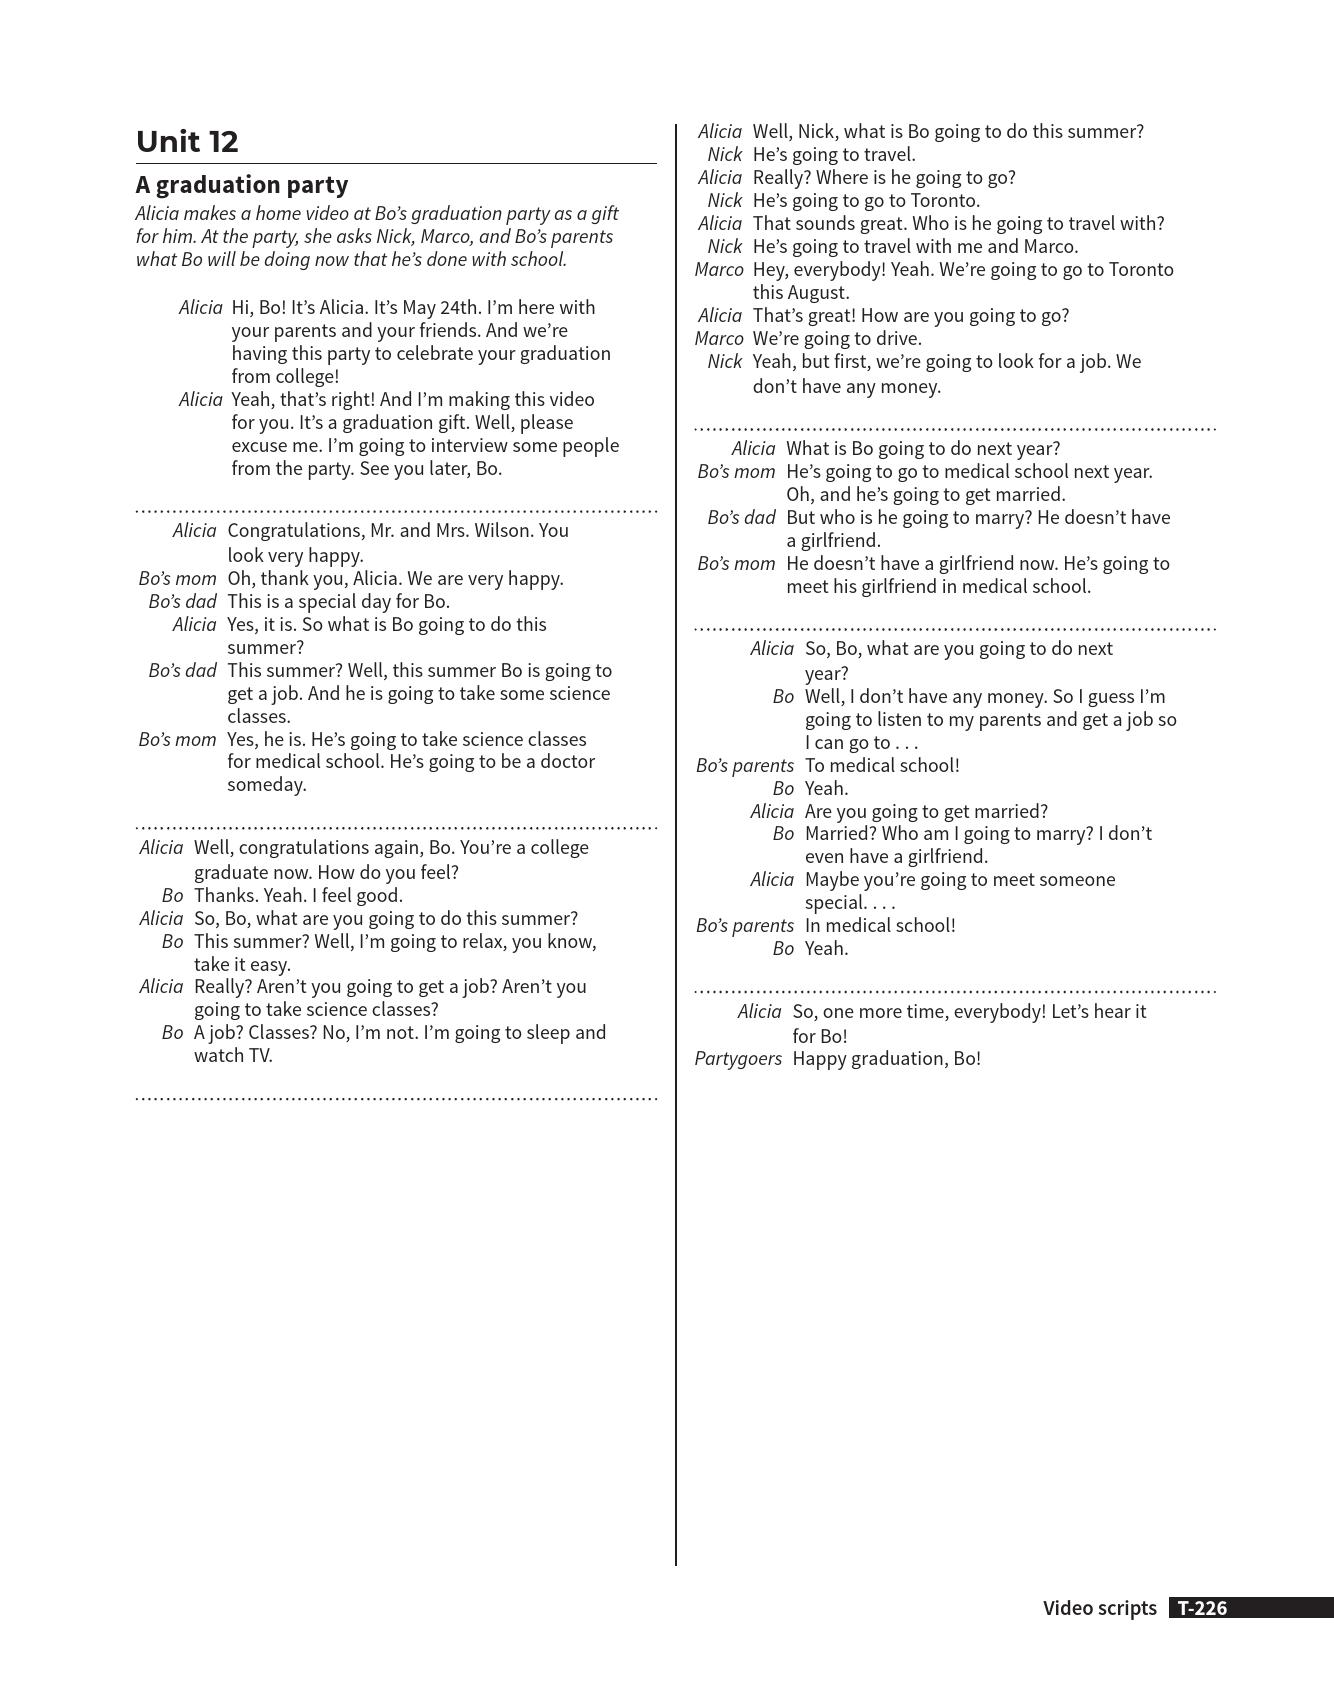 Unit 12
A graduation party
Alicia makes a home video at Bo’s graduation party as a gift
for him. At the party, she asks Nick, Marco, and Bo’s parents
what Bo will be doing now that he’s done with school.
Alicia Hi, Bo! It’s Alicia. It’s May 24th. I’m here with
your parents and your friends. And we’re
having this party to celebrate your graduation
from college!
Alicia Yeah, that’s right! And I’m making this video
for you. It’s a graduation gift. Well, please
excuse me. I’m going to interview some people
from the party. See you later, Bo.
Alicia Congratulations, Mr. and Mrs. Wilson. You
look very happy.
Bo’s mom Oh, thank you, Alicia. We are very happy.
Bo’s dad This is a special day for Bo.
Alicia Yes, it is. So what is Bo going to do this
summer?
Bo’s dad This summer? Well, this summer Bo is going to
get a job. And he is going to take some science
classes.
Bo’s mom Yes, he is. He’s going to take science classes
for medical school. He’s going to be a doctor
someday.
Alicia Well, congratulations again, Bo. You’re a college
graduate now. How do you feel?
Bo Thanks. Yeah. I feel good.
Alicia So, Bo, what are you going to do this summer?
Bo This summer? Well, I’m going to relax, you know,
take it easy.
Alicia Really? Aren’t you going to get a job? Aren’t you
going to take science classes?
Bo A job? Classes? No, I’m not. I’m going to sleep and
watch TV.
Alicia Well, Nick, what is Bo going to do this summer?
Nick He’s going to travel.
Alicia Really? Where is he going to go?
Nick He’s going to go to Toronto.
Alicia That sounds great. Who is he going to travel with?
Nick He’s going to travel with me and Marco.
Marco Hey, everybody! Yeah. We’re going to go to Toronto
this August.
Alicia That’s great! How are you going to go?
Marco We’re going to drive.
Nick Yeah, but first, we’re going to look for a job. We
don’t have any money.
Alicia What is Bo going to do next year?
Bo’s mom He’s going to go to medical school next year.
Oh, and he’s going to get married.
Bo’s dad But who is he going to marry? He doesn’t have
a girlfriend.
Bo’s mom He doesn’t have a girlfriend now. He’s going to
meet his girlfriend in medical school.
Alicia So, Bo, what are you going to do next
year?
Bo Well, I don’t have any money. So I guess I’m
going to listen to my parents and get a job so
I can go to . . .
Bo’s parents To medical school!
Bo Yeah.
Alicia Are you going to get married?
Bo Married? Who am I going to marry? I don’t
even have a girlfriend.
Alicia Maybe you’re going to meet someone
special. . . .
Bo’s parents In medical school!
Bo Yeah.
Alicia So, one more time, everybody! Let’s hear it
for Bo!
Partygoers Happy graduation, Bo!
Video scripts T-226